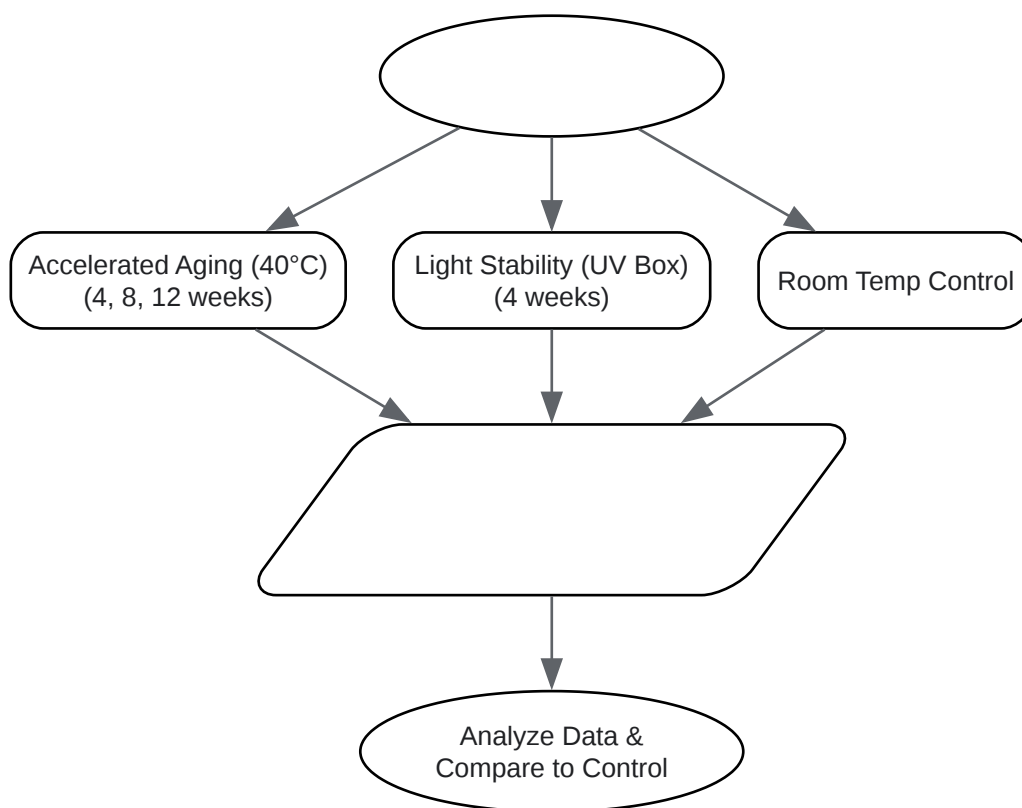 Accelerated Aging (40°C)
(4, 8, 12 weeks)
Light Stability (UV Box)
(4 weeks)
Room Temp Control
Analyze Data &
Compare to Control